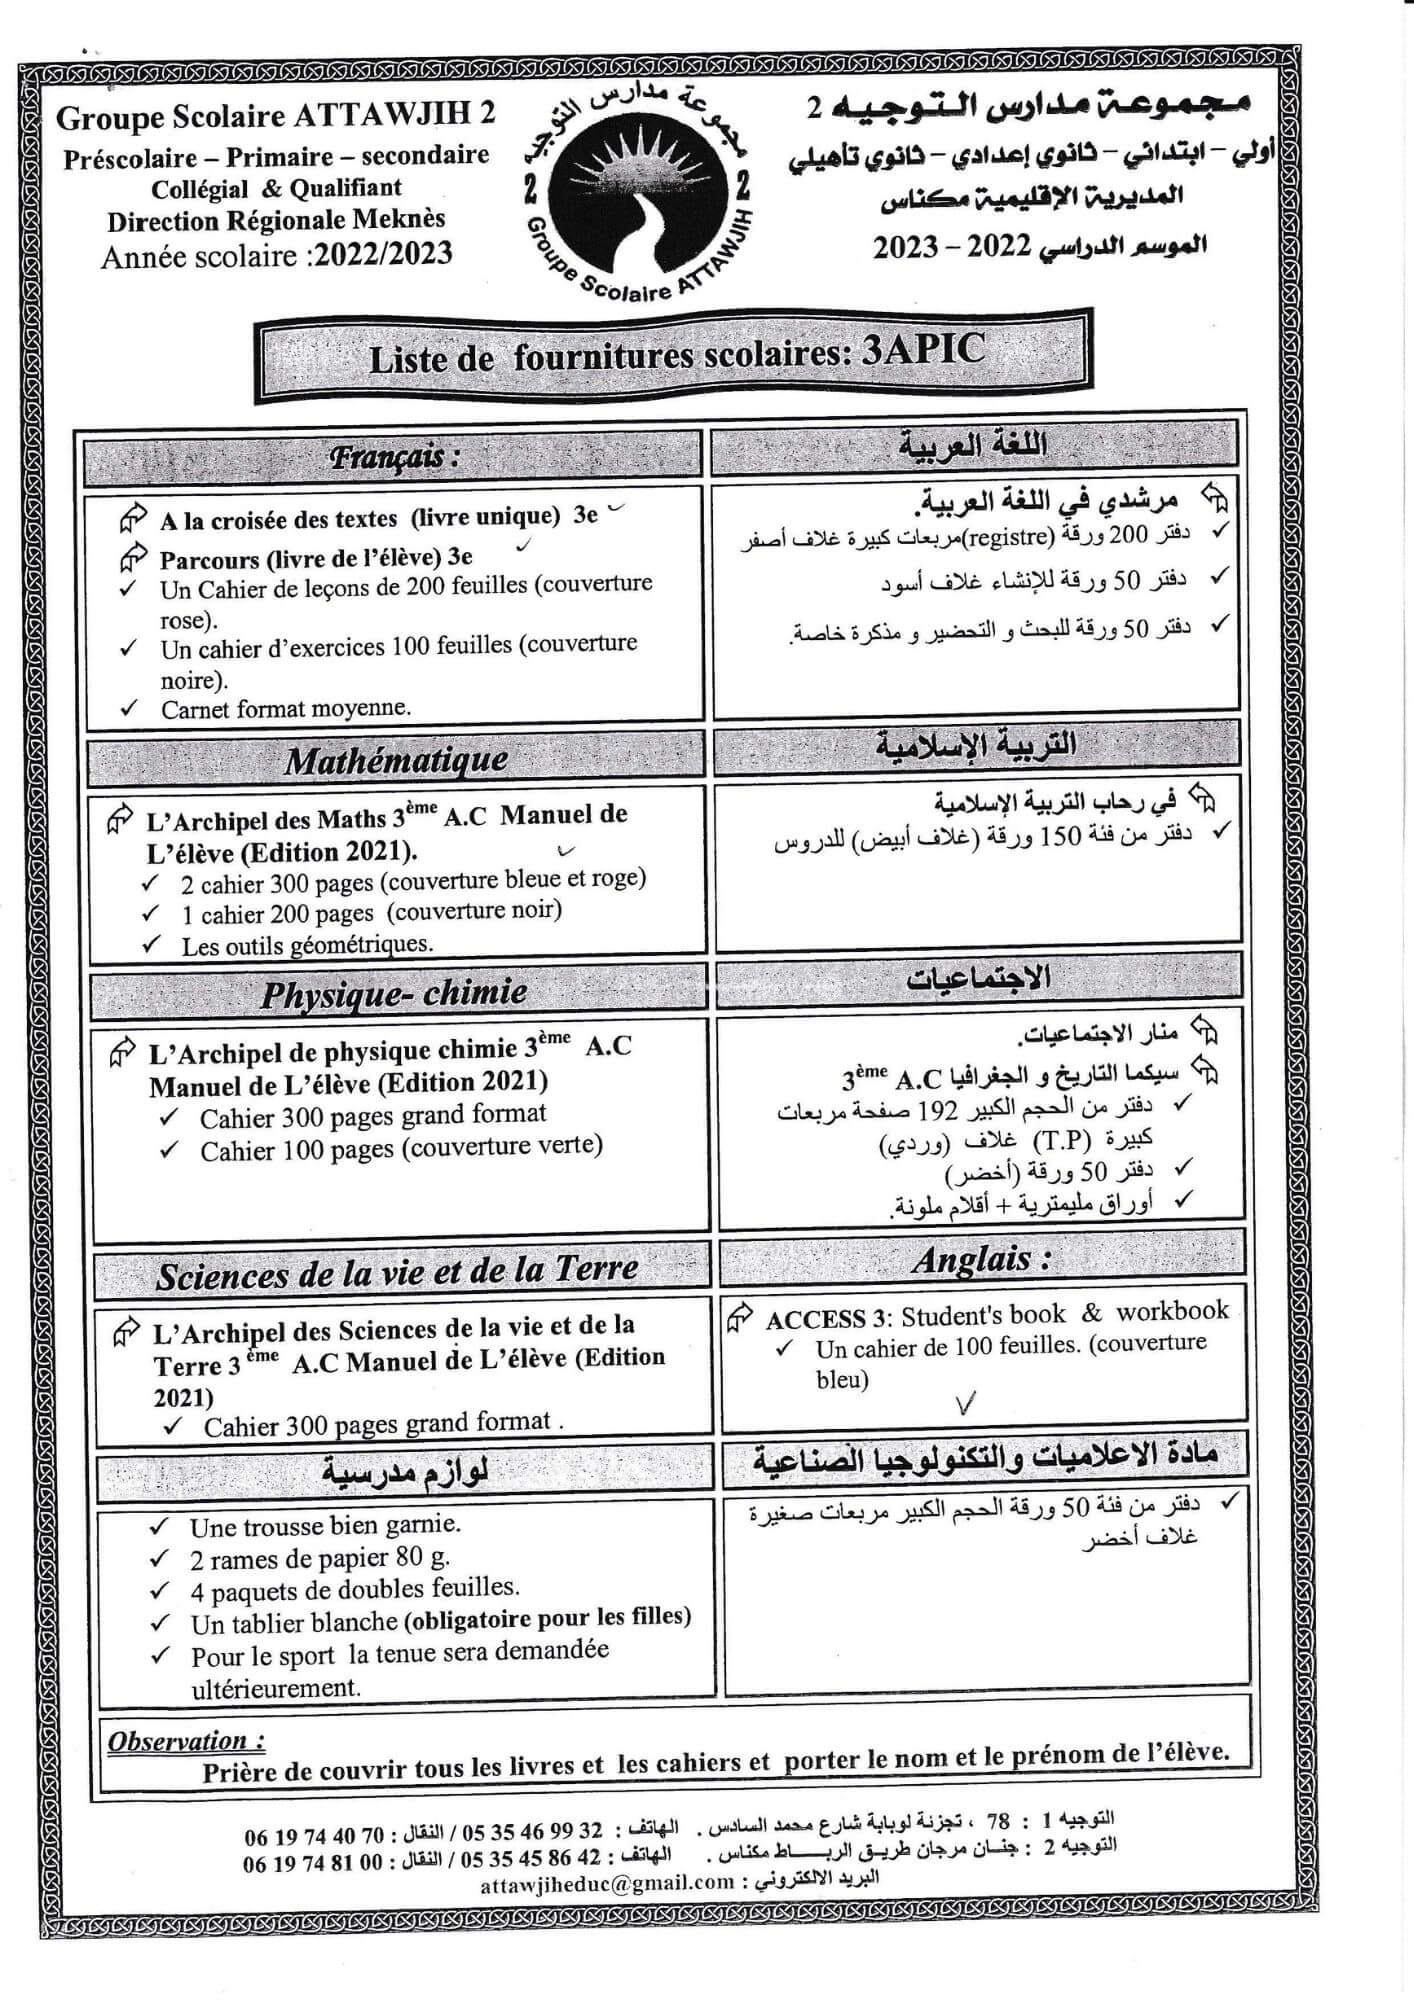 Groupe Scolaire ATTAWJIH 2
Préscolaire – Primaire – secondaire
Collégial & Qualifiant
Direction Régionale Meknès
Année scolaire :2022/2023
مجموعة مدارس التوجيه
2 2
Groupe Scolaire ATTAWJIH
مجموعة مدارس التوجيه 2
أولي – ابتدائي – ثانوي إعدادي – ثانوي تأهيلي
المديرية الإقليمية مكناس
الموسم الدراسي 2022 – 2023
Liste de fournitures scolaires: 3APIC
Français :
A la croisée des textes (livre unique) 3e
Parcours (livre de l’élève) 3e
✓ Un Cahier de leçons de 200 feuilles (couverture
rose).
✓ Un cahier d’exercices 100 feuilles (couverture
noire).
✓ Carnet format moyenne.
اللغة العربية
مرشدي في اللغة العربية.
✓ دفتر 200 ورقة (registre)مربعات كبيرة غلاف أصفر
✓ دفتر 50 ورقة للإنشاء غلاف أسود
✓ دفتر 50 ورقة للبحث و التحضير و مذكرة خاصة.
Mathématique
L’Archipel des Maths 3ème A.C Manuel de
L’élève (Edition 2021).
✓ 2 cahier 300 pages (couverture bleue et roge)
✓ 1 cahier 200 pages (couverture noir)
✓ Les outils géométriques.
التربية الإسلامية
في رحاب التربية الإسلامية
✓ دفتر من فئة 150 ورقة (غلاف أبيض) للدروس
Physique- chimie
L’Archipel de physique chimie 3ème A.C
Manuel de L’élève (Edition 2021)
✓ Cahier 300 pages grand format
✓ Cahier 100 pages (couverture verte)
الاجتماعيات
منار الاجتماعيات.
سيكما التاريخ و الجغرافيا 3ème A.C
✓ دفتر من الحجم الكبير 192 صفحة مربعات
كبيرة (T.P) غلاف (وردي)
✓ دفتر 50 ورقة (أخضر)
✓ أوراق مليمترية + أقلام ملونة.
Sciences de la vie et de la Terre
L’Archipel des Sciences de la vie et de la
Terre 3 ème A.C Manuel de L’élève (Edition
2021)
✓ Cahier 300 pages grand format .
Anglais :
ACCESS 3: Student's book & workbook
✓ Un cahier de 100 feuilles. (couverture
bleu)
لوازم مدرسية
✓ Une trousse bien garnie.
✓ 2 rames de papier 80 g.
✓ 4 paquets de doubles feuilles.
✓ Un tablier blanche (obligatoire pour les filles)
✓ Pour le sport la tenue sera demandée
ultérieurement.
مادة الاعلاميات والتكنولوجيا الصناعية
✓ دفتر من فئة 50 ورقة الحجم الكبير مربعات صغيرة
غلاف أخضر
Observation :
Prière de couvrir tous les livres et les cahiers et porter le nom et le prénom de l’élève.
التوجيه 1 : 78 ، تجزئة لوبابة شارع محمد السادس . الهاتف : 05 35 46 99 32 / النقال : 06 19 74 40 70
التوجيه 2 : جنان مرجان طريق الرباط مكناس . الهاتف : 05 35 45 86 42 / النقال : 06 19 74 81 00
البريد الالكتروني : attawjiheduc@gmail.com